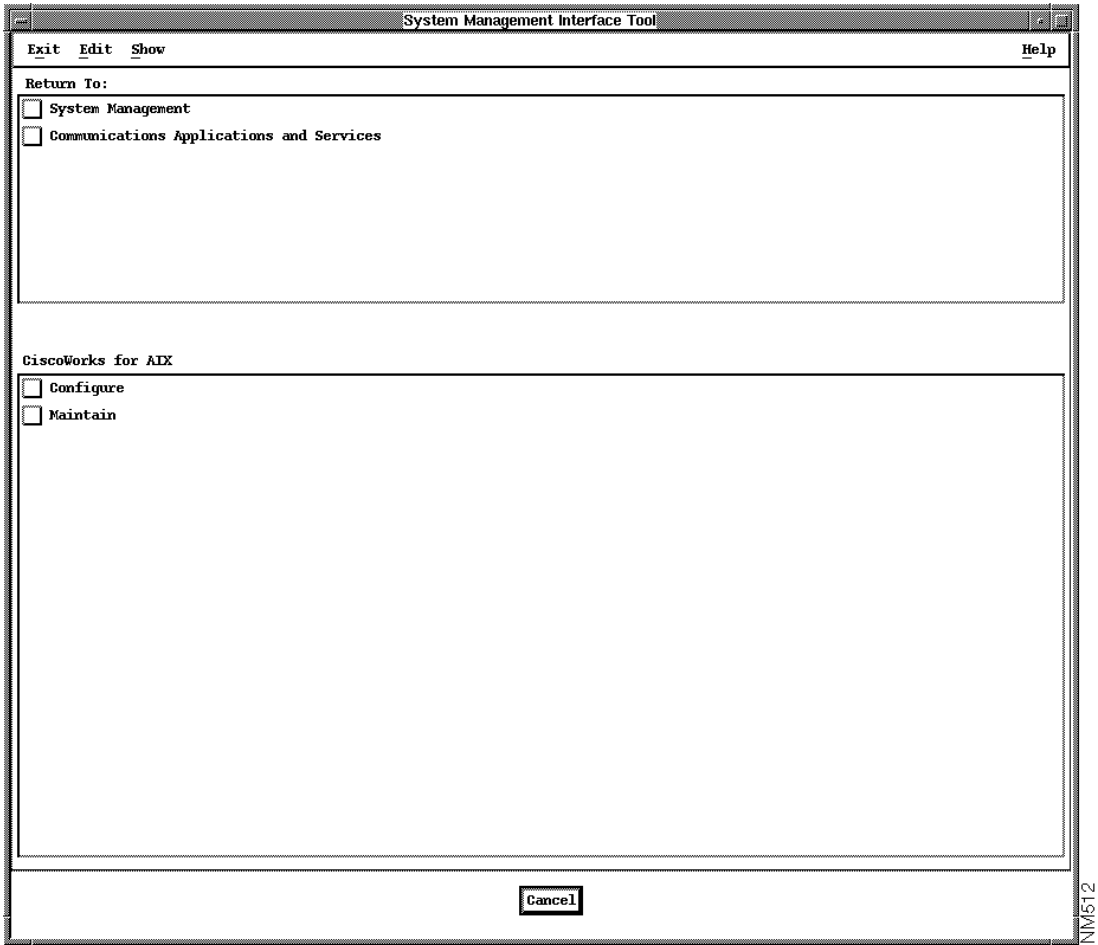 System Management Interface Tool
Exit Edit Show Help
Return To:
System Management
Communications Applications and Services
CiscoWorks for AIX
Configure
Maintain
Cancel
NM512